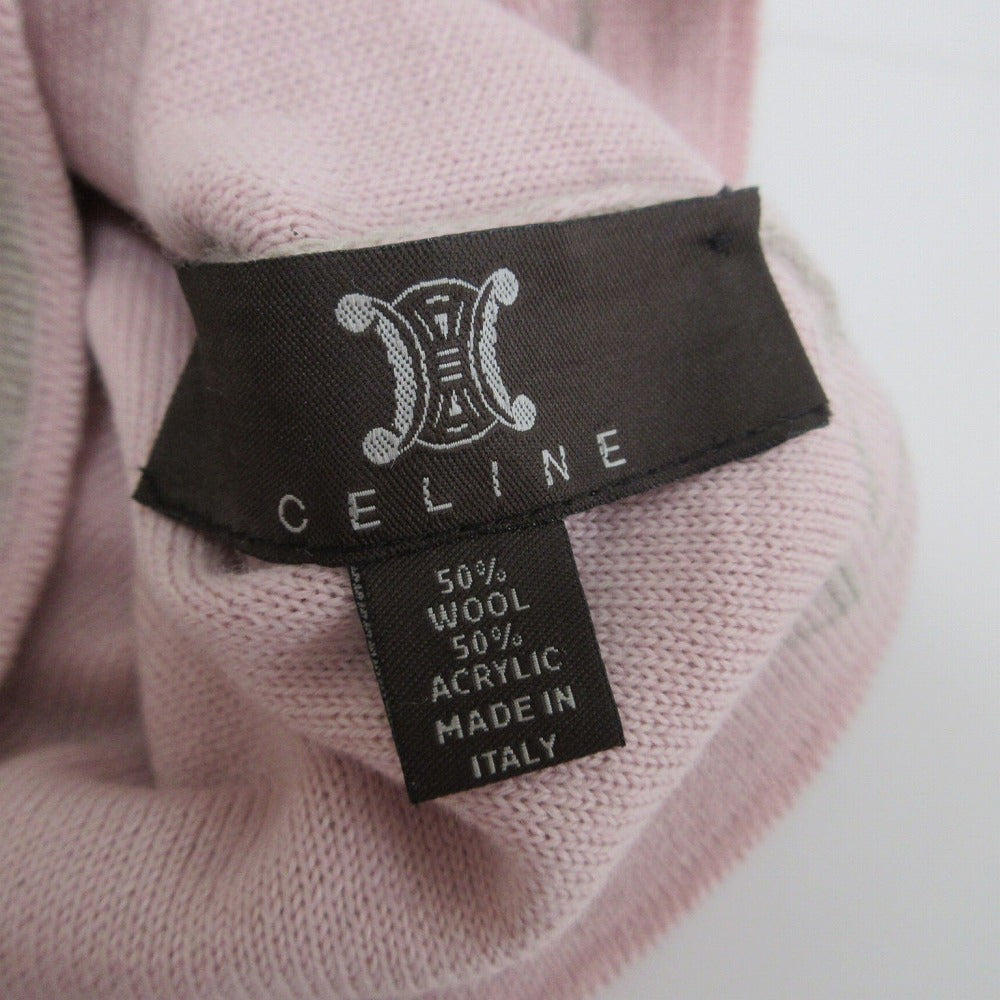 CELINE
50%
WOOL
50%
ACRYLIC
MADE IN
ITALY